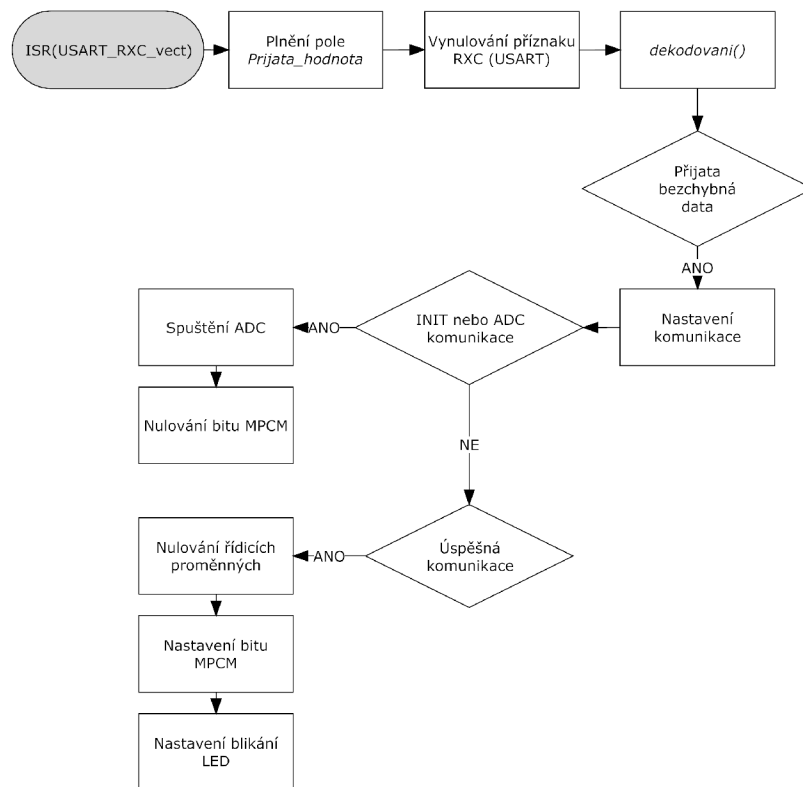 ISR(USART_RXC_vect)
Plnění pole
Prijata_hodnota
Vynulování příznaku
RXC (USART)
dekodovani()
Přijata
bezchybná
data
ANO
Nastavení
komunikace
INIT nebo ADC
komunikace
ANO
Spuštění ADC
Nulování bitu MPCM
NE
Úspěšná
komunikace
ANO
Nulování řídicích
proměnných
Nastavení bitu
MPCM
Nastavení blikání
LED